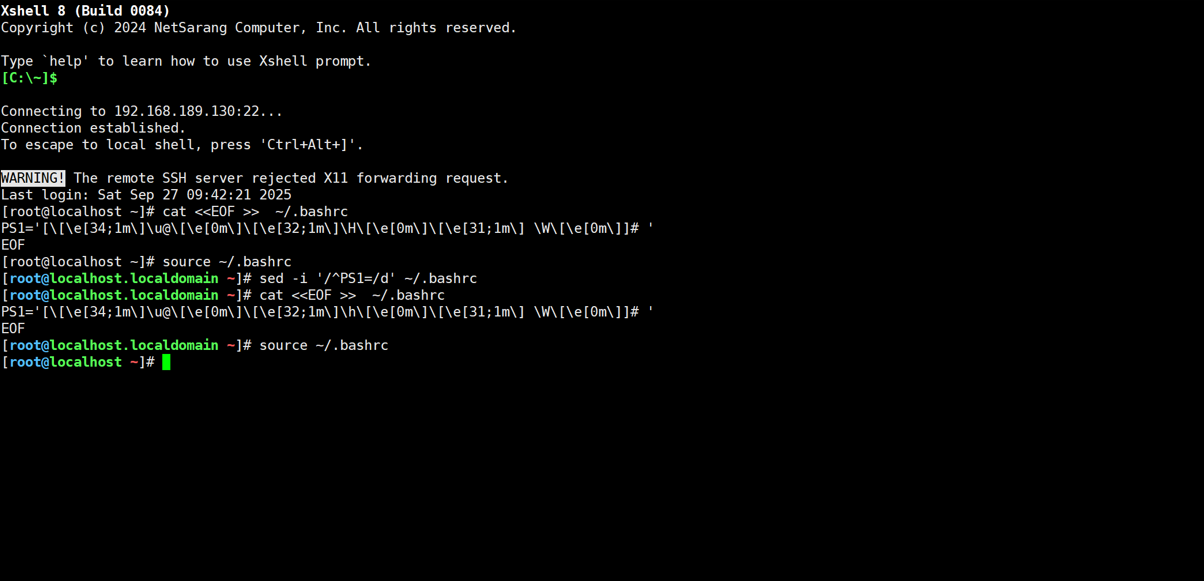 Xshell 8 (Build 0084)
Copyright (c) 2024 NetSarang Computer, Inc. All rights reserved.
Type `help' to learn how to use Xshell prompt.
[C:\~]$
Connecting to 192.168.189.130:22...
Connection established.
To escape to local shell, press 'Ctrl+Alt+]'.
WARNING! The remote SSH server rejected X11 forwarding request.
Last login: Sat Sep 27 09:42:21 2025
[root@localhost ~]# cat <<EOF >>  ~/.bashrc
PS1='[\[\e[34;1m\]\u@\[\e[0m\]\[\e[32;1m\]\H\[\e[0m\]\[\e[31;1m\] \W\[\e[0m\]]# '
EOF
[root@localhost ~]# source ~/.bashrc
[root@localhost.localdomain ~]# sed -i '/^PS1=/d' ~/.bashrc
[root@localhost.localdomain ~]# cat <<EOF >>  ~/.bashrc
PS1='[\[\e[34;1m\]\u@\[\e[0m\]\[\e[32;1m\]\h\[\e[0m\]\[\e[31;1m\] \W\[\e[0m\]]# '
EOF
[root@localhost.localdomain ~]# source ~/.bashrc
[root@localhost ~]#